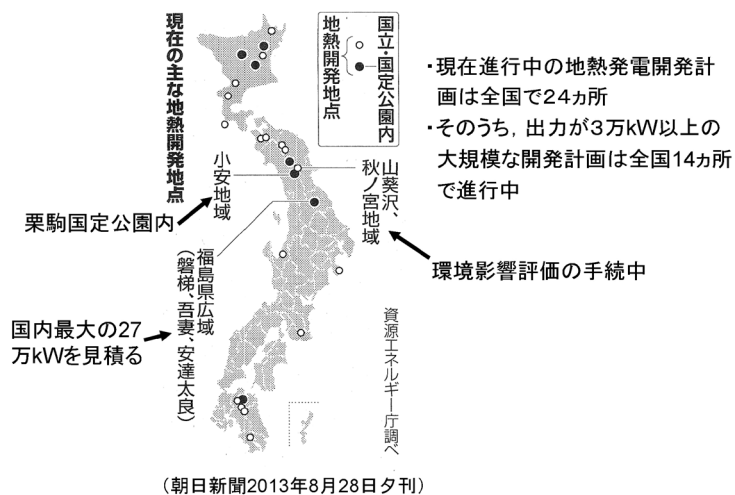 現在の主な地熱開発地点
国立・国定公園内
地熱開発地点
・現在進行中の地熱発電開発計
画は全国で24ヵ所
・そのうち，出力が3万kW以上の
大規模な開発計画は全国14ヵ所
で進行中
小安地域
山葵沢、
秋ノ宮地域
栗駒国定公園内
環境影響評価の手続中
福島県広域
（磐梯、吾妻、安達太良）
国内最大の27
万kWを見積る
資源エネルギー庁調べ
（朝日新聞2013年8月28日夕刊）